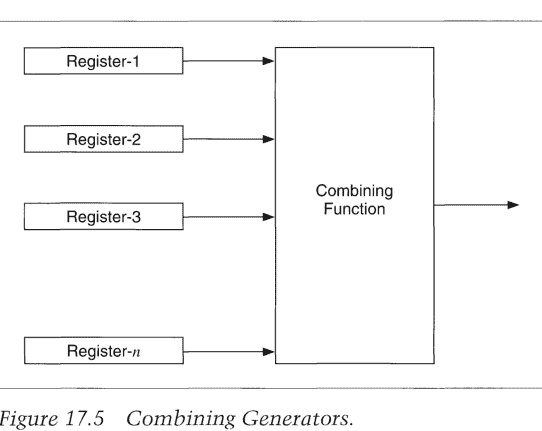 Register-1
Register-2
Register-3
Combining
Function
Register-n
Figure 17.5 Combining Generators.